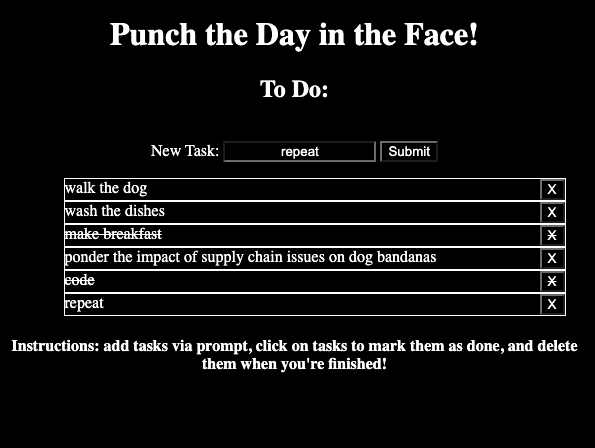 Punch the Day in the Face!
To Do:
New Task: repeat Submit
walk the dog X
wash the dishes X
make breakfast X
ponder the impact of supply chain issues on dog bandanas X
code X
repeat X
Instructions: add tasks via prompt, click on tasks to mark them as done, and delete
them when you're finished!